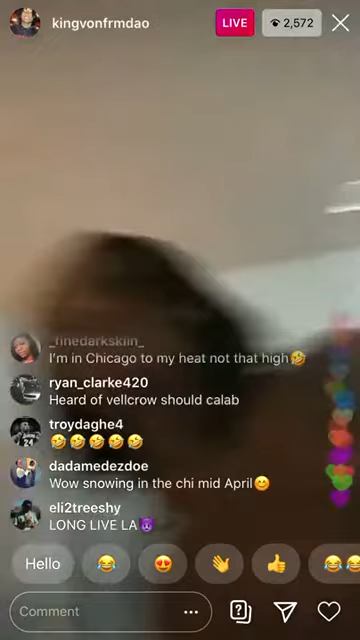 kingvonfrmdao
LIVE
2,572
_finedarkskiin_
I'm in Chicago to my heat not that high🤣
ryan_clarke420
Heard of vellcrow should calab
troydaghe4
🤣🤣🤣🤣🤣
dadamedezdoe
Wow snowing in the chi mid April😊
eli2treeshy
LONG LIVE LA😈
Hello
Comment